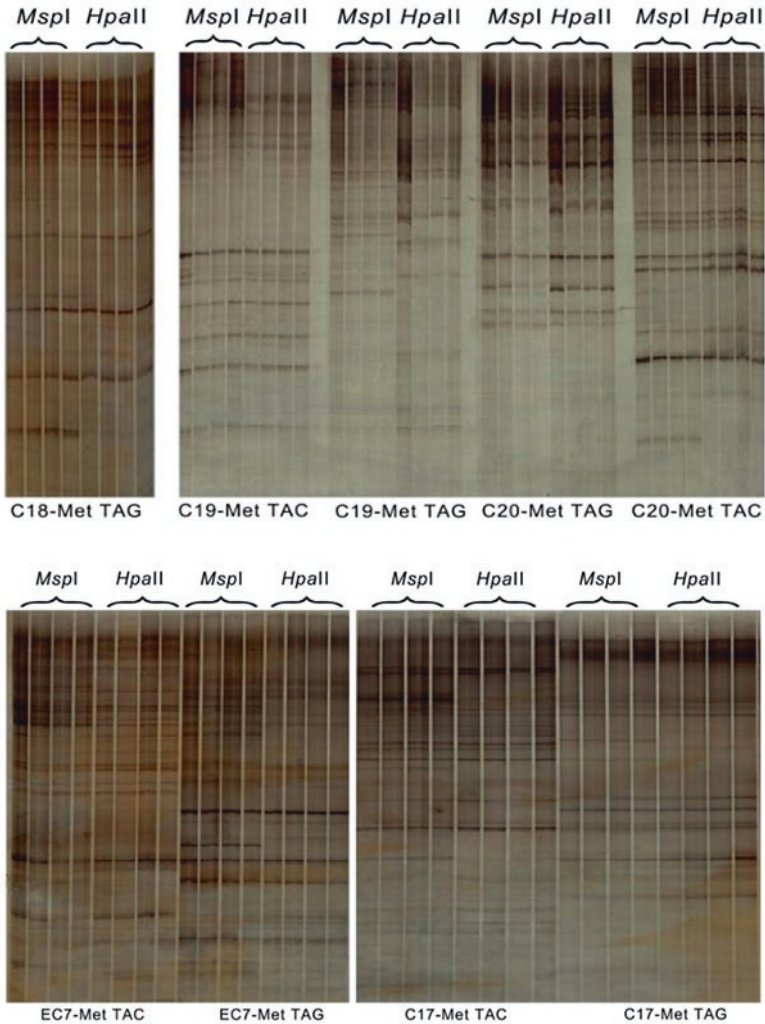 MspI HpaII MspI HpaII MspI HpaII MspI HpaII MspI HpaII
C18-Met TAG C19-Met TAC C19-Met TAG C20-Met TAG C20-Met TAC
MspI HpaII MspI HpaII MspI HpaII MspI HpaII
EC7-Met TAC EC7-Met TAG C17-Met TAC C17-Met TAG